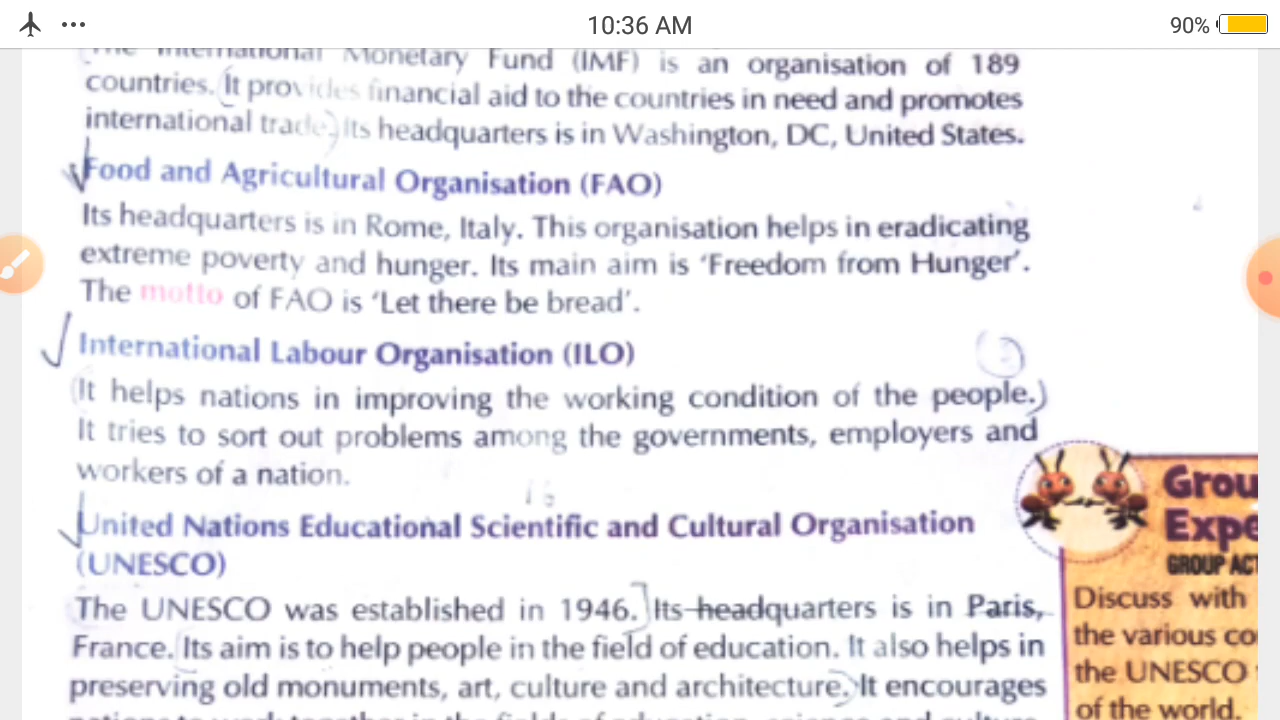 10:36 AM
90%
The International Monetary Fund (IMF) is an organisation of 189
countries. It provides financial aid to the countries in need and promotes
international trade. Its headquarters is in Washington, DC, United States.
Food and Agricultural Organisation (FAO)
Its headquarters is in Rome, Italy. This organisation helps in eradicating
extreme poverty and hunger. Its main aim is ‘Freedom from Hunger’.
The motto of FAO is ‘Let there be bread’.
International Labour Organisation (ILO)
It helps nations in improving the working condition of the people.
It tries to sort out problems among the governments, employers and
workers of a nation.
United Nations Educational Scientific and Cultural Organisation
(UNESCO)
The UNESCO was established in 1946. Its headquarters is in Paris,
France. Its aim is to help people in the field of education. It also helps in
preserving old monuments, art, culture and architecture. It encourages
Grou
Expe
GROUP ACT
Discuss with
the various co
the UNESCO
of the world.